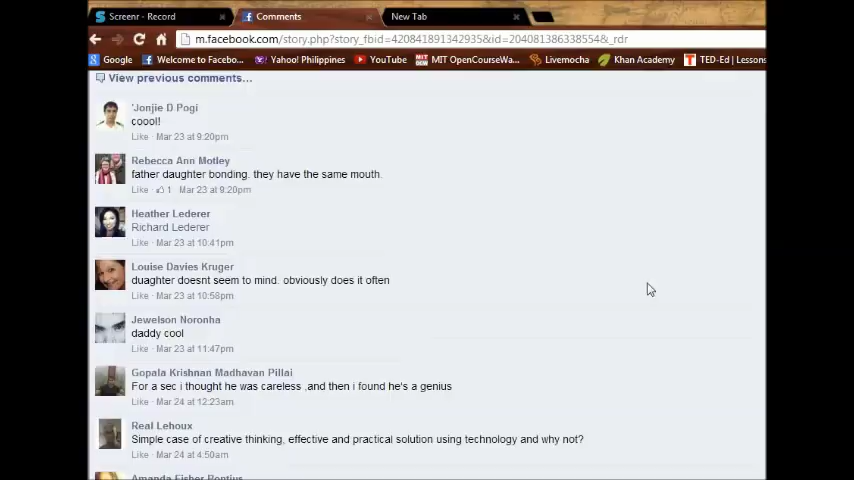 Screenr - Record
Comments
New Tab
m.facebook.com/story.php?story_fbid=420841891342935&id=204081386338554&_rdr
Google
Welcome to Facebo...
Yahoo! Philippines
YouTube
MIT OpenCourseWa...
Livemocha
Khan Academy
TED-Ed | Lessons
View previous comments...
'Jonjie D Pogi
coool!
Like · Mar 23 at 9:20pm
Rebecca Ann Motley
father daughter bonding. they have the same mouth.
Like · 1 · Mar 23 at 9:20pm
Heather Lederer
Richard Lederer
Like · Mar 23 at 10:41pm
Louise Davies Kruger
duaghter doesnt seem to mind. obviously does it often
Like · Mar 23 at 10:58pm
Jewelson Noronha
daddy cool
Like · Mar 23 at 11:47pm
Gopala Krishnan Madhavan Pillai
For a sec i thought he was careless ,and then i found he's a genius
Like · Mar 24 at 12:23am
Real Lehoux
Simple case of creative thinking, effective and practical solution using technology and why not?
Like · Mar 24 at 4:50am
Amanda Fisher Pontius